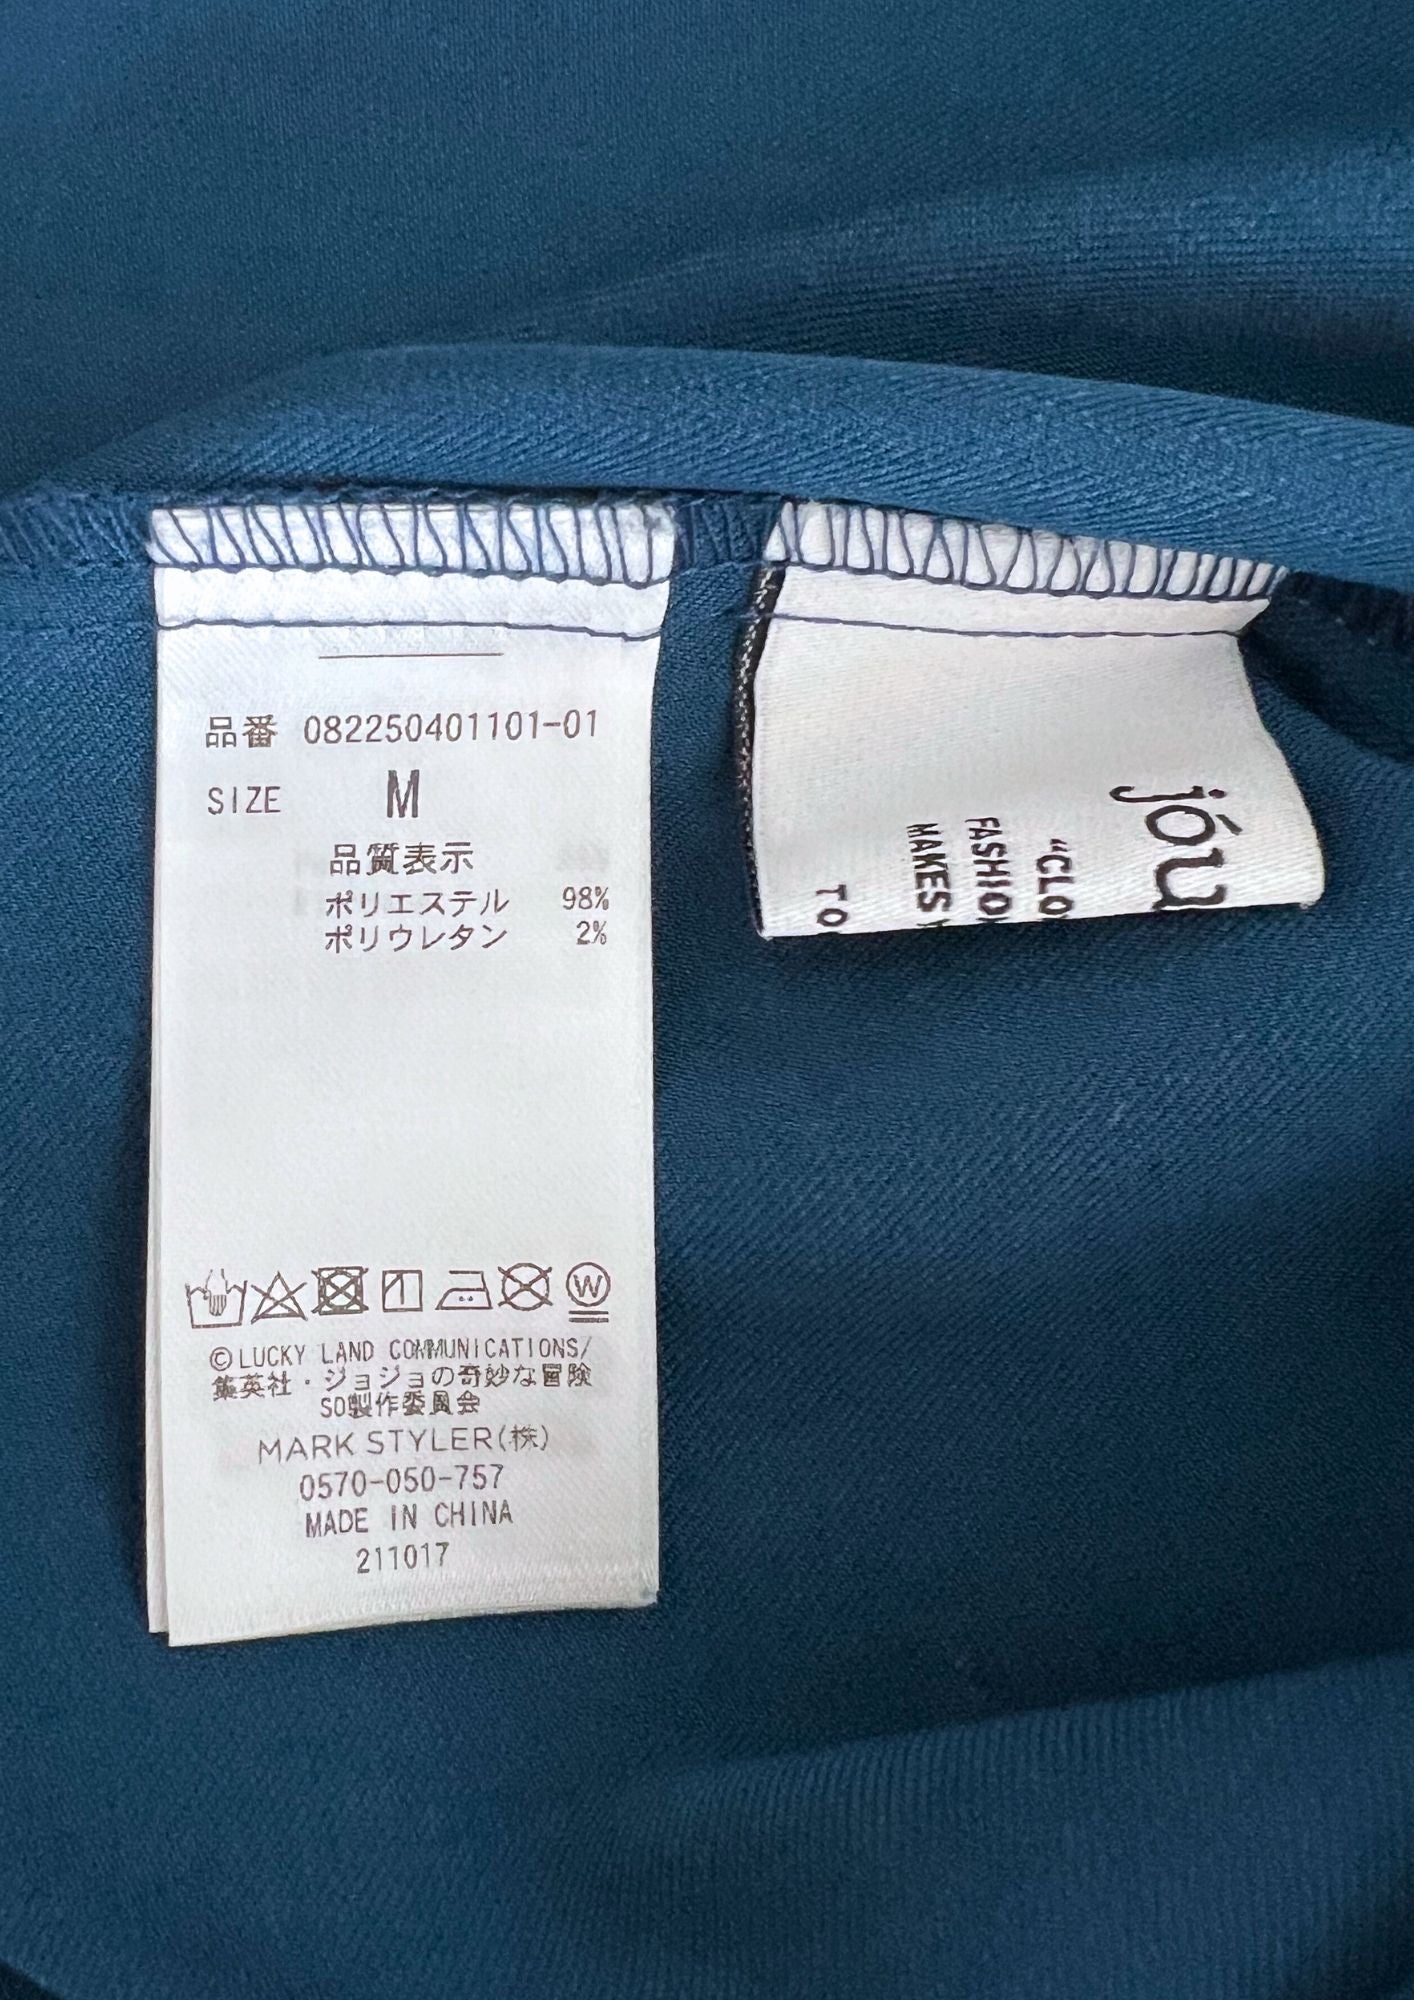 品番 082250401101-01
SIZE M
品質表示
ポリエステル 98%
ポリウレタン 2%
W
©LUCKY LAND COMMUNICATIONS/
集英社・ジョジョの奇妙な冒険
SO製作委員会
MARK STYLER(株)
0570-050-757
MADE IN CHINA
211017
jóu
"CLO
FASHIO
MAKES
TO